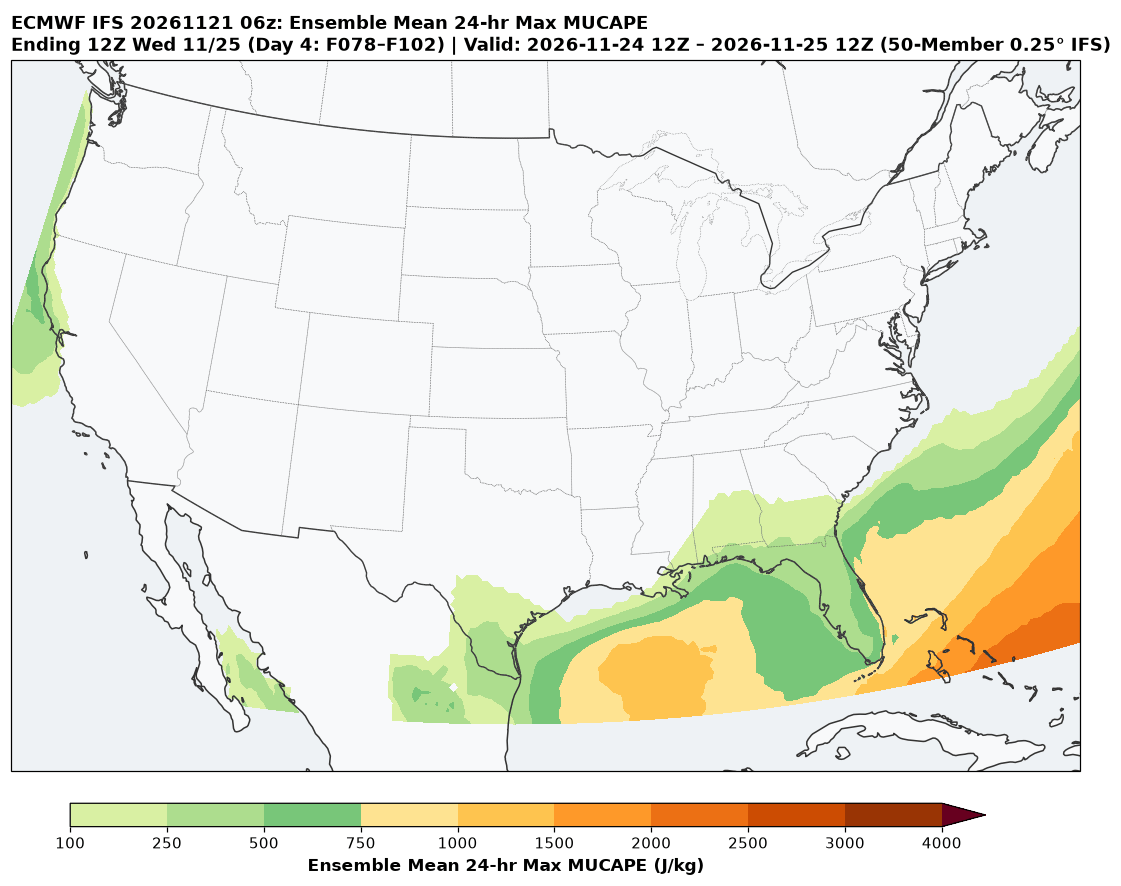 ECMWF IFS 20261121 06z: Ensemble Mean 24-hr Max MUCAPE
Ending 12Z Wed 11/25 (Day 4: F078–F102) | Valid: 2026-11-24 12Z – 2026-11-25 12Z (50-Member 0.25° IFS)
100 250 500 750 1000 1500 2000 2500 3000 4000
Ensemble Mean 24-hr Max MUCAPE (J/kg)